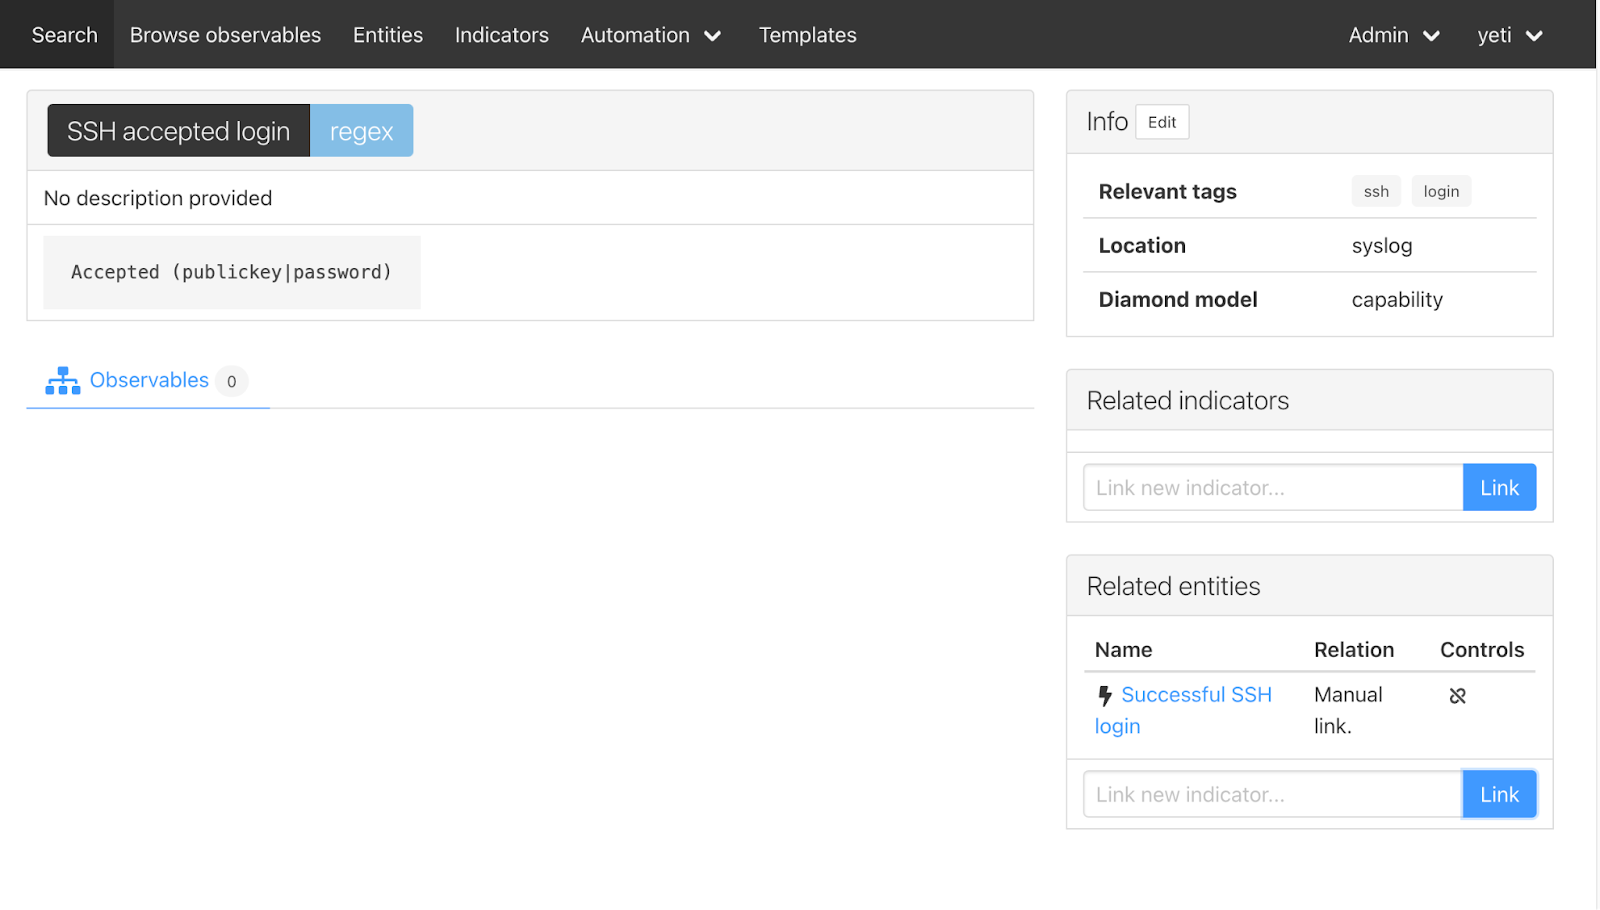 Search Browse observables Entities Indicators Automation Templates Admin yeti
SSH accepted login regex
No description provided
Accepted (publickey|password)
Observables 0
Info Edit
Relevant tags ssh login
Location syslog
Diamond model capability
Related indicators
Link new indicator... Link
Related entities
Name Relation Controls
Successful SSH Manual
login link.
Link new indicator... Link